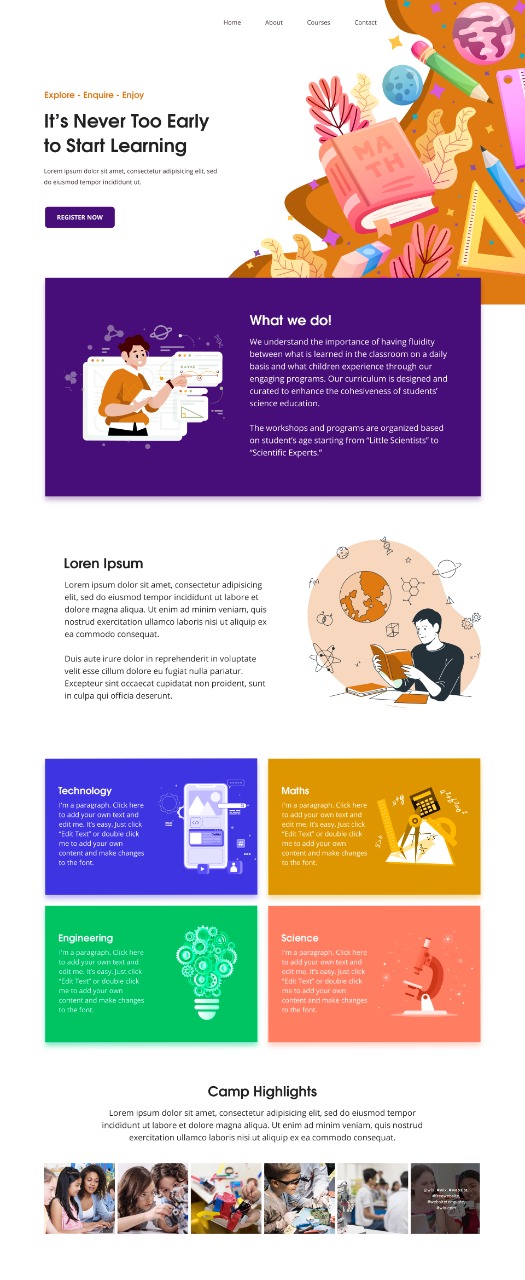 Home About Courses Contact
Explore - Enquire - Enjoy
It's Never Too Early
to Start Learning
Lorem ipsum dolor sit amet, consectetur adipiscing elit, sed
do eiusmod tempor incididunt ut.
REGISTER NOW
MA
TH
What we do!
We understand the importance of having fluidity
between what is learned in the classroom on a daily
basis and what children experience through our
engaging programs. Our curriculum is designed and
curated to enhance the cohesiveness of students'
science education.
The workshops and programs are organized based
on student's age starting from "Little Scientists" to
"Scientific Experts."
Loren Ipsum
Lorem ipsum dolor sit amet, consectetur adipisicing
elit, sed do eiusmod tempor incididunt ut labore et
dolore magna aliqua. Ut enim ad minim veniam, quis
nostrud exercitation ullamco laboris nisi ut aliquip ex
ea commodo consequat.
Duis aute irure dolor in reprehenderit in voluptate
velit esse cillum dolore eu fugiat nulla pariatur.
Excepteur sint occaecat cupidatat non proident, sunt
in culpa qui officia deserunt.
Technology
I'm a paragraph. Click here
to add your own text and
edit me. It's easy. Just click
"Edit Text" or double click
me to add your own
content and make changes
to the font.
Maths
I'm a paragraph. Click here
to add your own text and
edit me. It's easy. Just click
"Edit Text" or double click
me to add your own
content and make changes
to the font.
Engineering
I'm a paragraph. Click here
to add your own text and
edit me. It's easy. Just click
"Edit Text" or double click
me to add your own
content and make changes
to the font.
Science
I'm a paragraph. Click here
to add your own text and
edit me. It's easy. Just click
"Edit Text" or double click
me to add your own
content and make changes
to the font.
Camp Highlights
Lorem ipsum dolor sit amet, consectetur adipisicing elit, sed do eiusmod tempor
incididunt ut labore et dolore magna aliqua. Ut enim ad minim veniam, quis nostrud
exercitation ullamco laboris nisi ut aliquip ex ea commodo consequat.